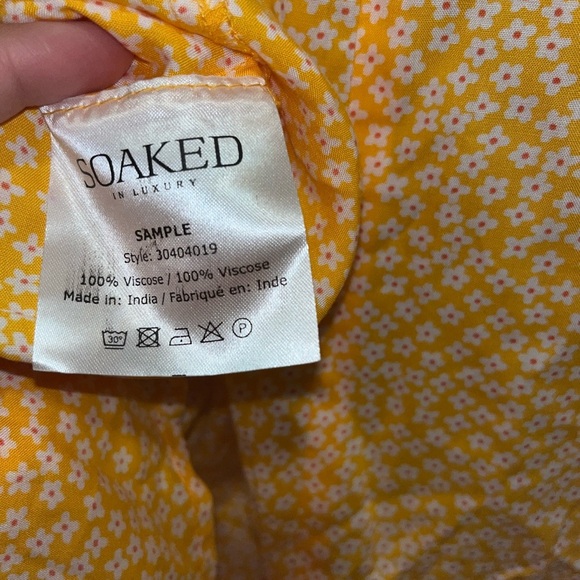 SOAKED
IN LUXURY
SAMPLE
Style: 30404019
100% Viscose / 100% Viscose
Made in: India / Fabriqué en: Inde
30° P